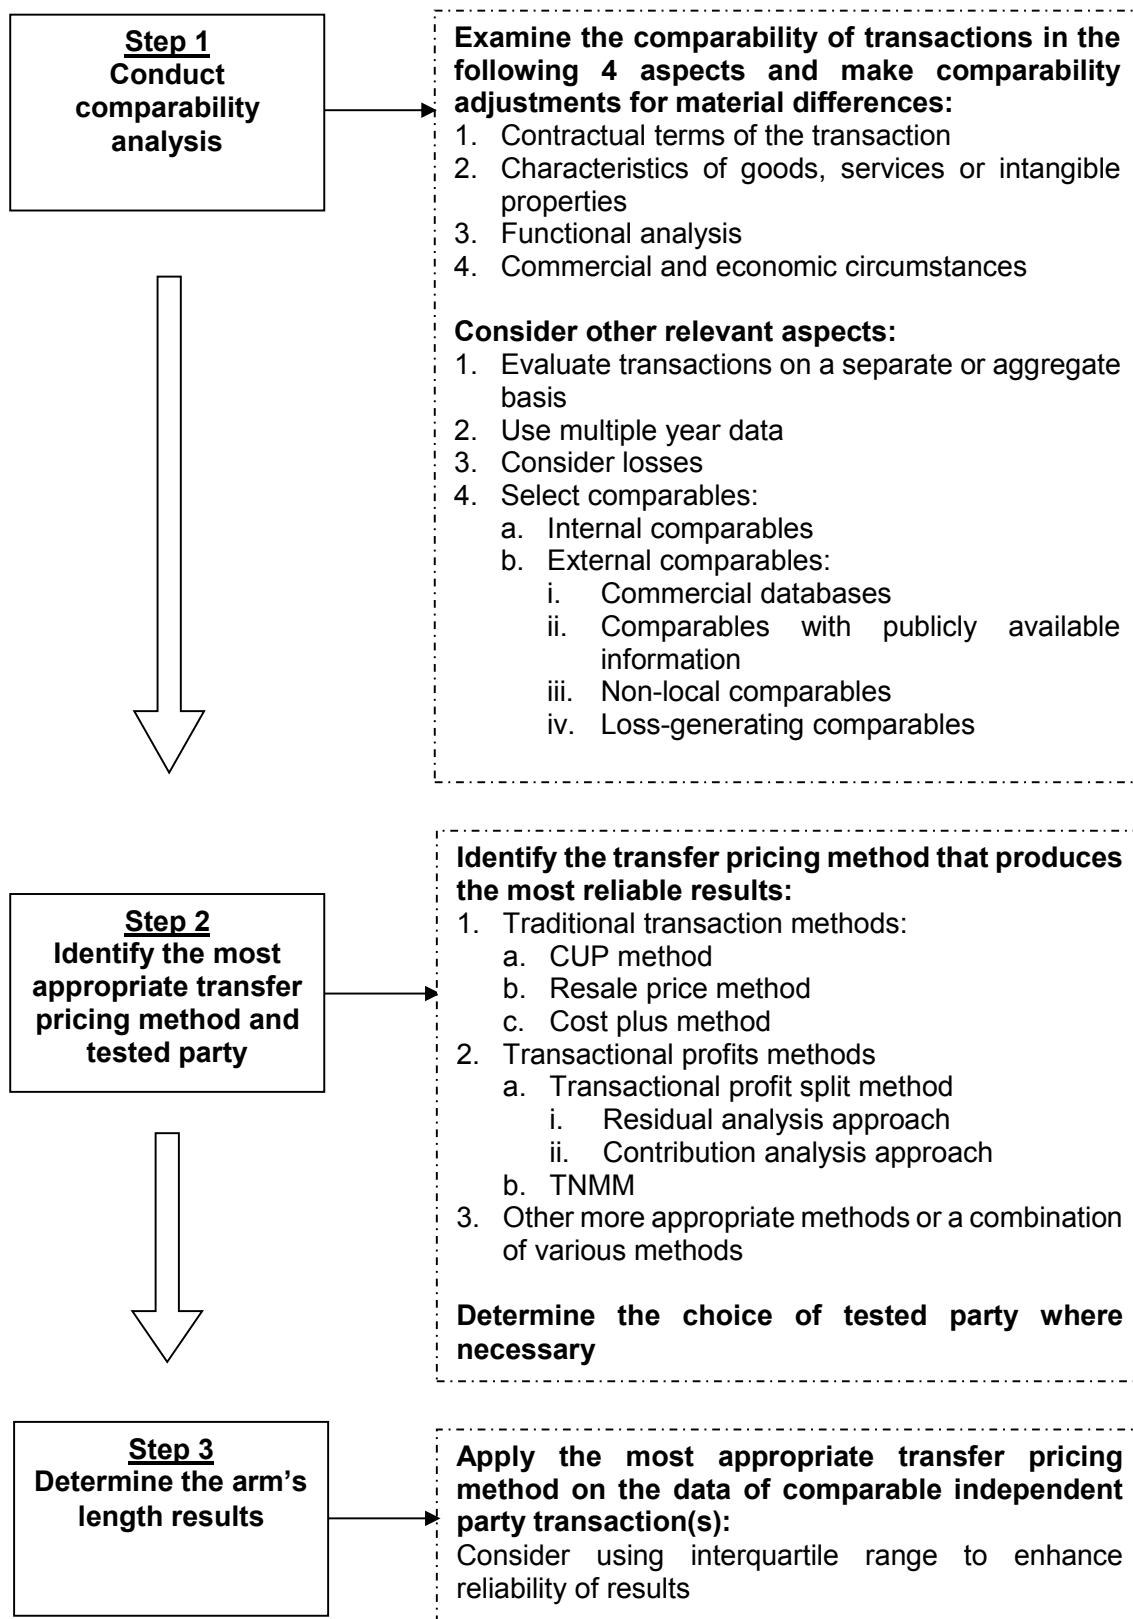 Step 1
Conduct
comparability
analysis
Examine the comparability of transactions in the
following 4 aspects and make comparability
adjustments for material differences:
1. Contractual terms of the transaction
2. Characteristics of goods, services or intangible
properties
3. Functional analysis
4. Commercial and economic circumstances
Consider other relevant aspects:
1. Evaluate transactions on a separate or aggregate
basis
2. Use multiple year data
3. Consider losses
4. Select comparables:
a. Internal comparables
b. External comparables:
i. Commercial databases
ii. Comparables with publicly available
information
iii. Non-local comparables
iv. Loss-generating comparables
Step 2
Identify the most
appropriate transfer
pricing method and
tested party
Identify the transfer pricing method that produces
the most reliable results:
1. Traditional transaction methods:
a. CUP method
b. Resale price method
c. Cost plus method
2. Transactional profits methods
a. Transactional profit split method
i. Residual analysis approach
ii. Contribution analysis approach
b. TNMM
3. Other more appropriate methods or a combination
of various methods
Determine the choice of tested party where
necessary
Step 3
Determine the arm's
length results
Apply the most appropriate transfer pricing
method on the data of comparable independent
party transaction(s):
Consider using interquartile range to enhance
reliability of results